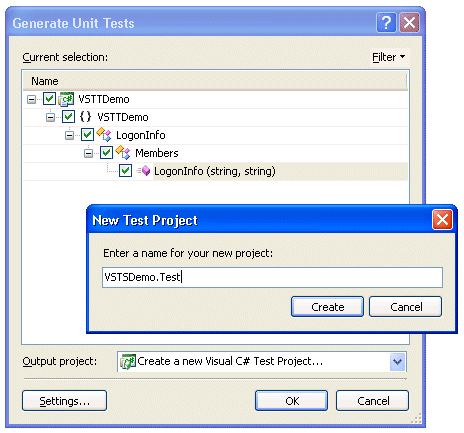 Generate Unit Tests
Current selection:
Filter
Name
VSTTDemo
{ } VSTTDemo
LogonInfo
Members
LogonInfo (string, string)
New Test Project
Enter a name for your new project:
VSTSDemo.Test
Create
Cancel
Output project:
Create a new Visual C# Test Project...
Settings...
OK
Cancel